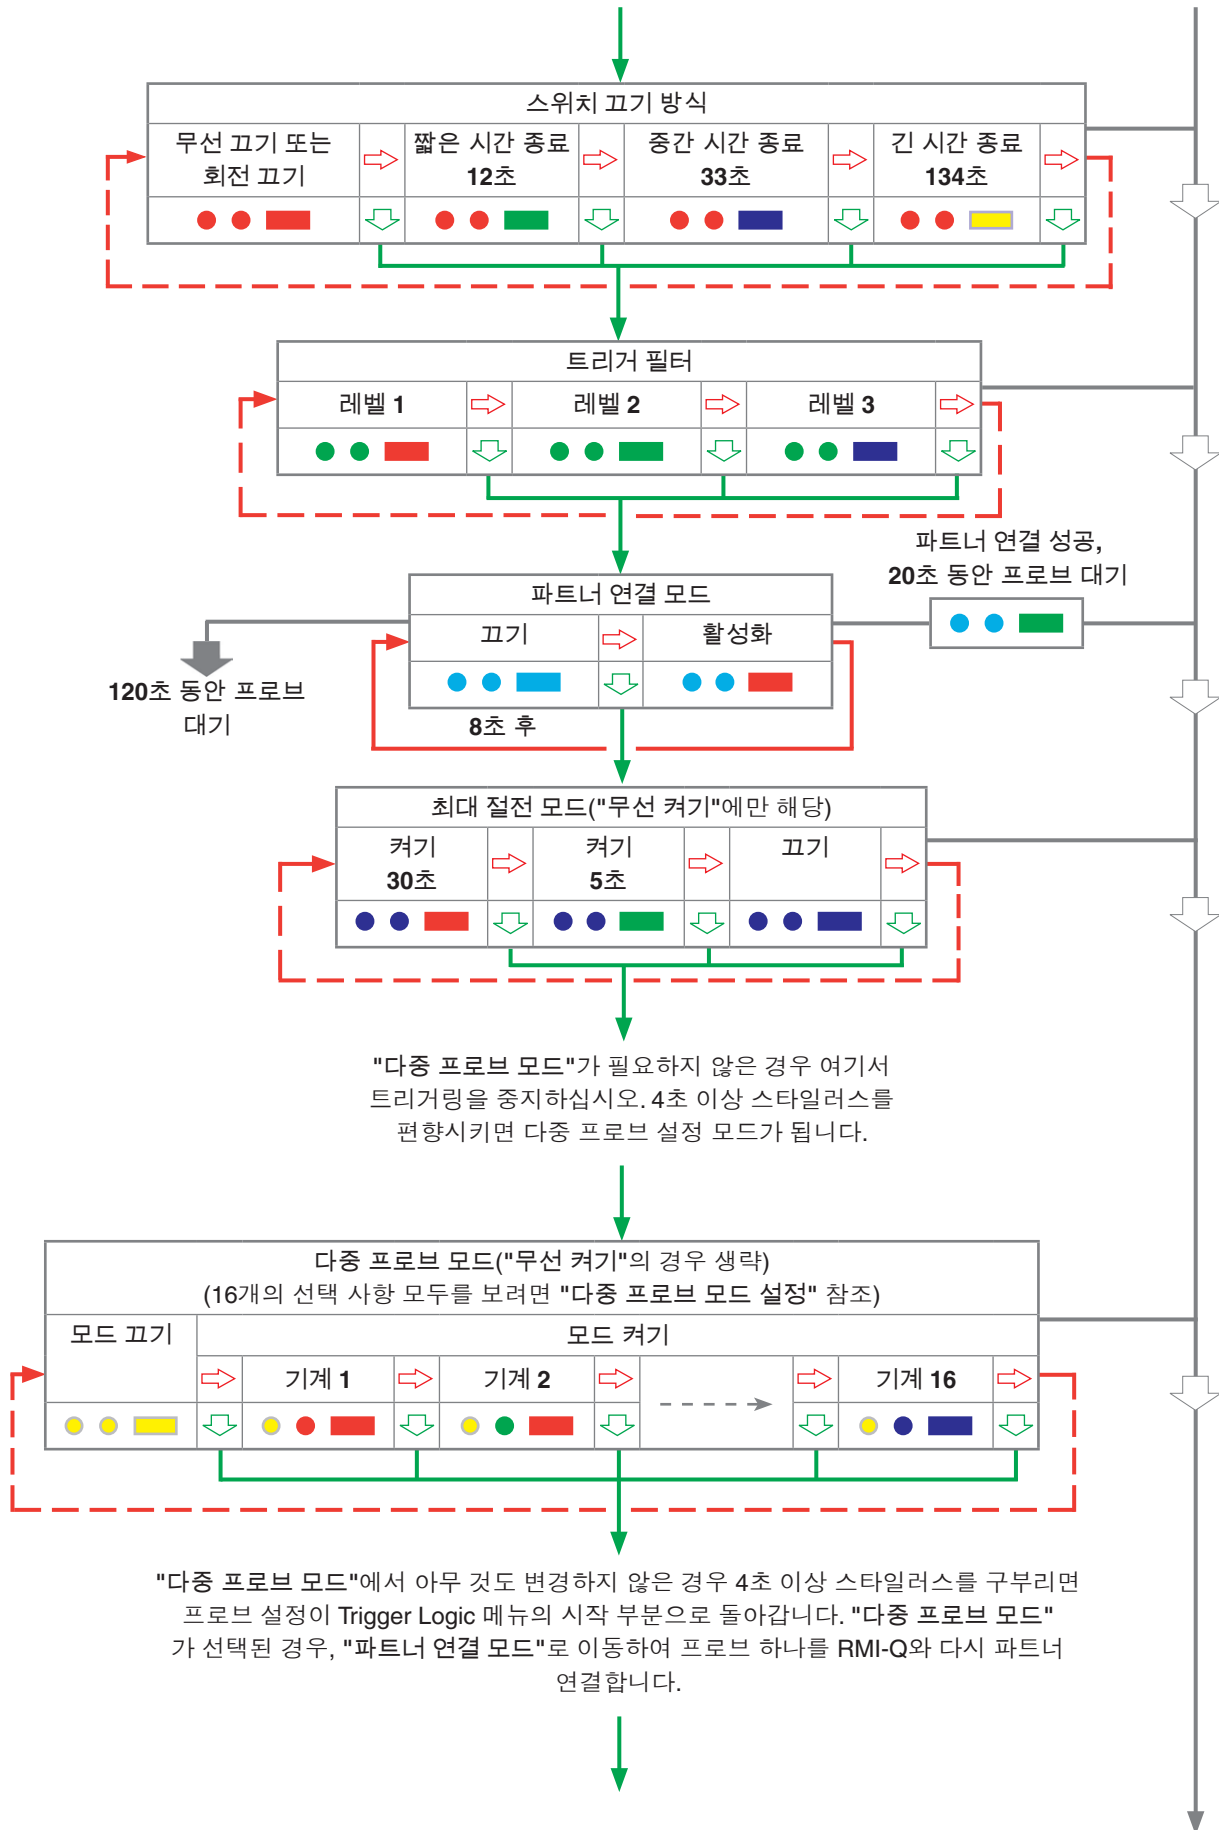 스위치 끄기 방식
무선 끄기 또는
회전 끄기
짧은 시간 종료
12초
중간 시간 종료
33초
긴 시간 종료
134초
트리거 필터
레벨 1
레벨 2
레벨 3
파트너 연결 성공,
20초 동안 프로브 대기
파트너 연결 모드
끄기
활성화
120초 동안 프로브
대기
8초 후
최대 절전 모드("무선 켜기"에만 해당)
켜기
30초
켜기
5초
끄기
"다중 프로브 모드"가 필요하지 않은 경우 여기서
트리거링을 중지하십시오. 4초 이상 스타일러스를
편향시키면 다중 프로브 설정 모드가 됩니다.
다중 프로브 모드("무선 켜기"의 경우 생략)
(16개의 선택 사항 모두를 보려면 "다중 프로브 모드 설정" 참조)
모드 끄기
모드 켜기
기계 1
기계 2
기계 16
"다중 프로브 모드"에서 아무 것도 변경하지 않은 경우 4초 이상 스타일러스를 구부리면
프로브 설정이 Trigger Logic 메뉴의 시작 부분으로 돌아갑니다. "다중 프로브 모드"
가 선택된 경우, "파트너 연결 모드"로 이동하여 프로브 하나를 RMI-Q와 다시 파트너
연결합니다.